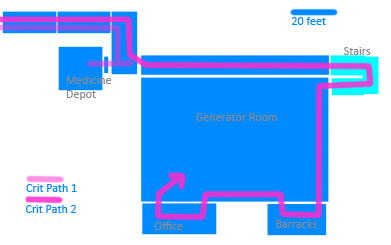 20 feet
Stairs
Medicine
Depot
Generator Room
Crit Path 1
Crit Path 2
Office
Barracks